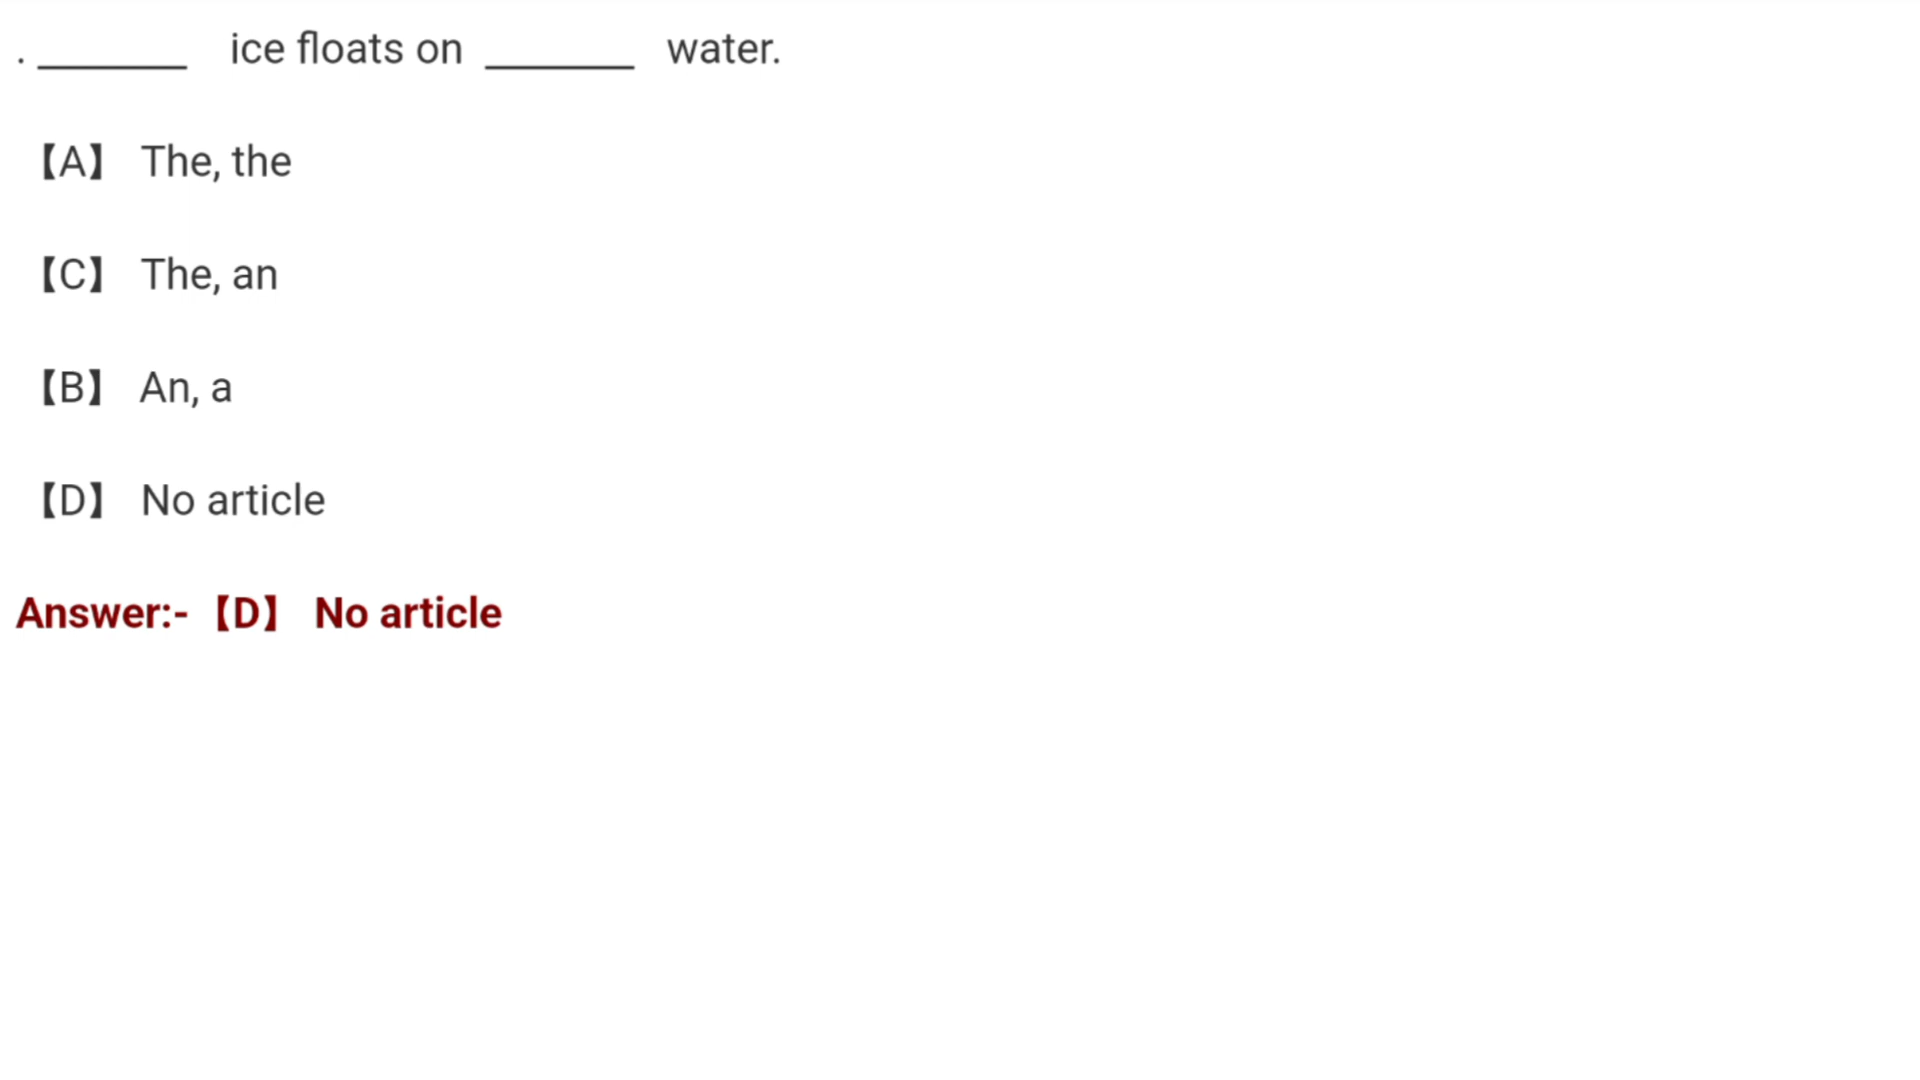 . _______ ice floats on _______ water.
【A】 The, the
【C】 The, an
【B】 An, a
【D】 No article
Answer:- 【D】 No article